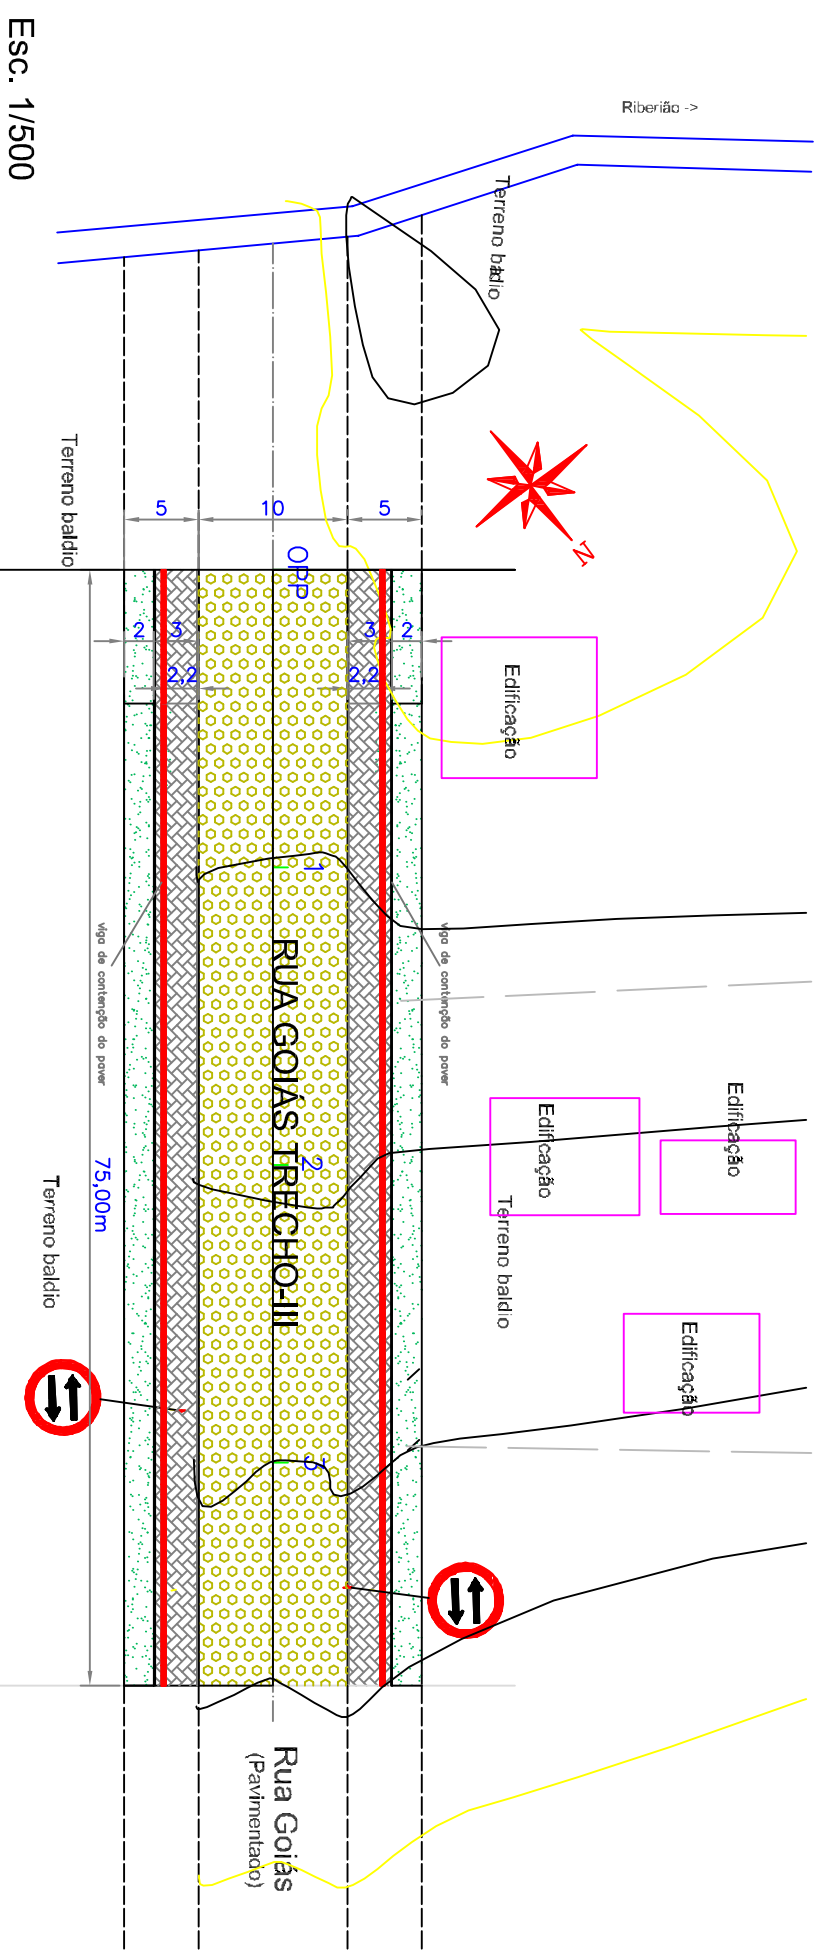 Esc. 1/500
Riberião ->
Terreno baldio
N
Terreno baldio
5
10
5
OPP
2
3
3
2
2,2
2,2
Edificação
1
viga de contenção do paver
viga de contenção do paver
RUA GOIÁS TRECHO-III
2
75,00m
Edificação
Edificação
Terreno baldio
Terreno baldio
Edificação
3
Rua Goiás
(Pavimentado)